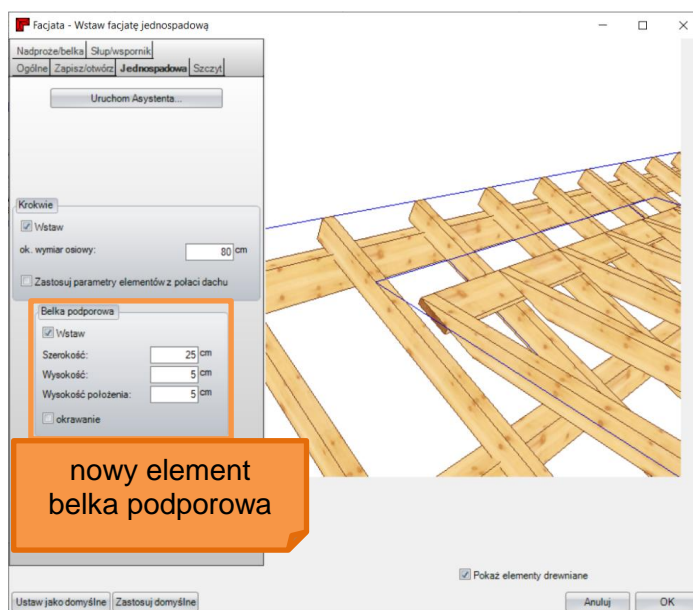 Facjata - Wstaw facjatę jednospadową
Nadproże/belka Słup/wspornik
Ogólne Zapisz/otwórz Jednospadowa Szczyt
Uruchom Asystenta...
Krokwie
Wstaw
ok. wymiar osiowy: 80 cm
Zastosuj parametry elementów z połaci dachu
Belka podporowa
Wstaw
Szerokość: 25 cm
Wysokość: 5 cm
Wysokość położenia: 5 cm
okrawanie
nowy element
belka podporowa
Pokaż elementy drewniane
Ustaw jako domyślne Zastosuj domyślne Anuluj OK